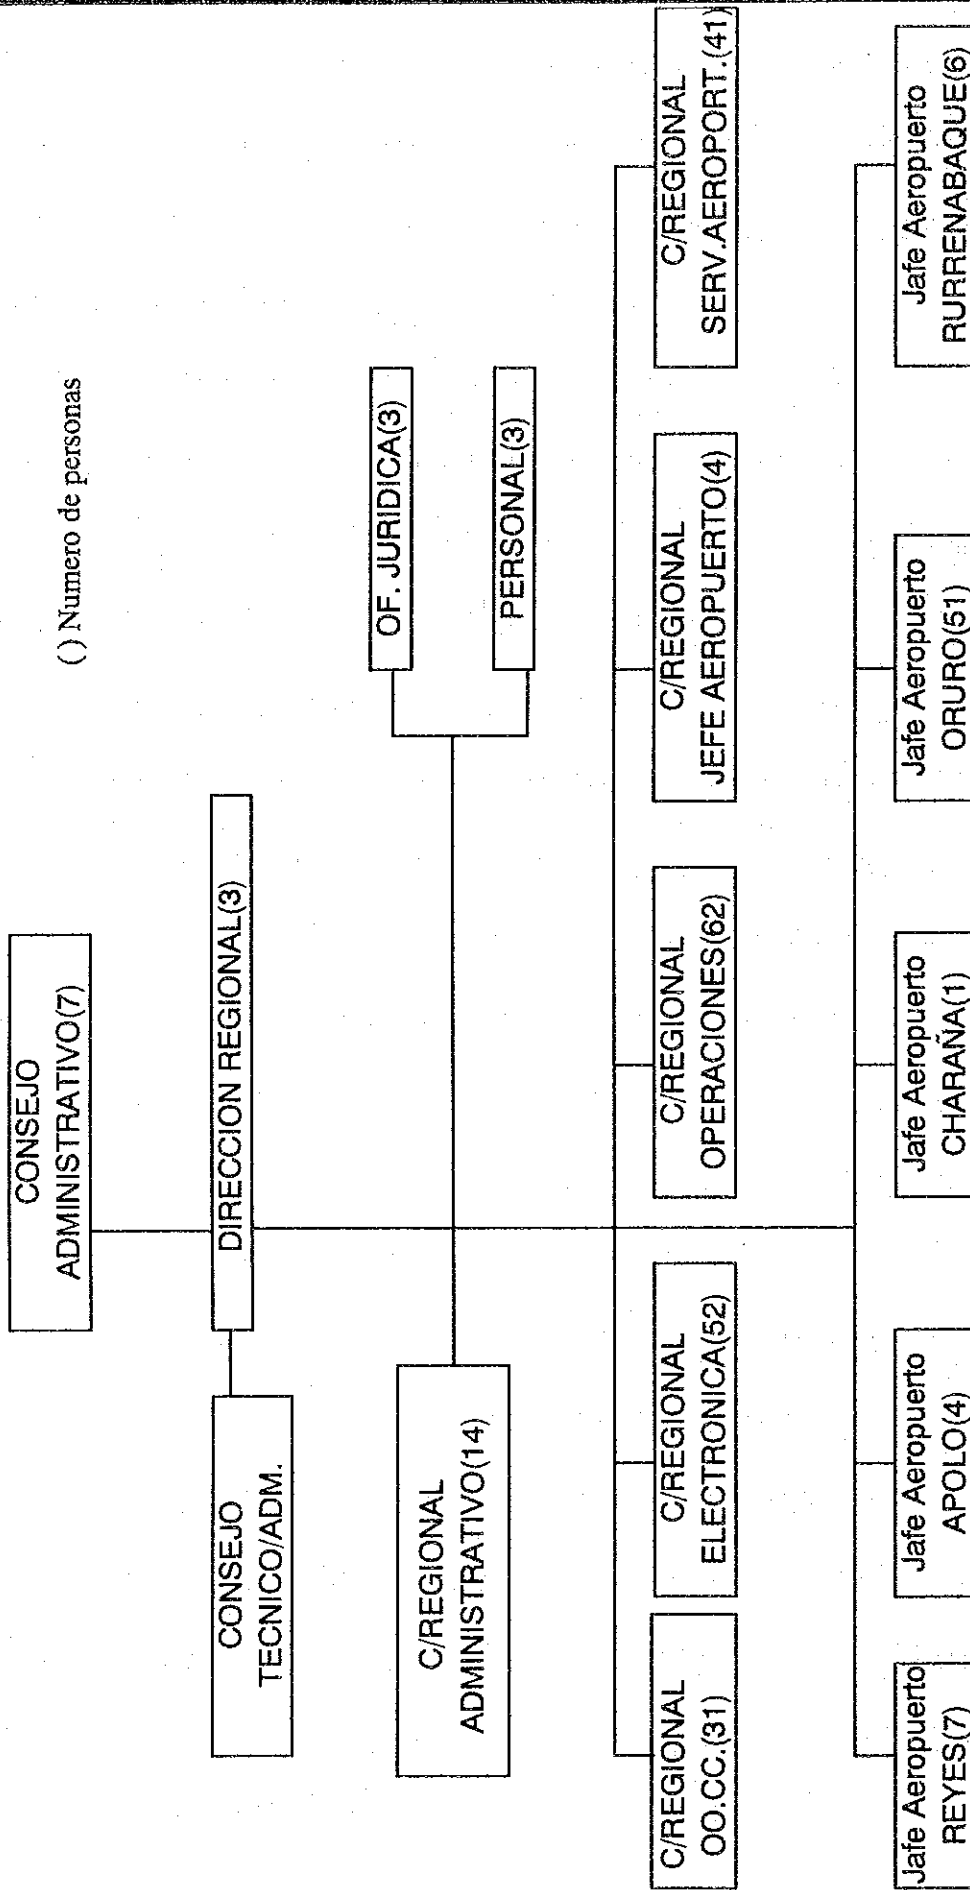 ( ) Numero de personas
CONSEJO
ADMINISTRATIVO(7)
DIRECCION REGIONAL(3)
CONSEJO
TECNICO/ADM.
OF. JURIDICA(3)
PERSONAL(3)
C/REGIONAL
ADMINISTRATIVO(14)
C/REGIONAL
OO.CC.(31)
C/REGIONAL
ELECTRONICA(52)
C/REGIONAL
OPERACIONES(62)
C/REGIONAL
JEFE AEROPUERTO(4)
C/REGIONAL
SERV.AEROPORT.(41)
Jafe Aeropuerto
REYES(7)
Jafe Aeropuerto
APOLO(4)
Jafe Aeropuerto
CHARAÑA(1)
Jafe Aeropuerto
ORURO(51)
Jafe Aeropuerto
RURRENABAQUE(6)